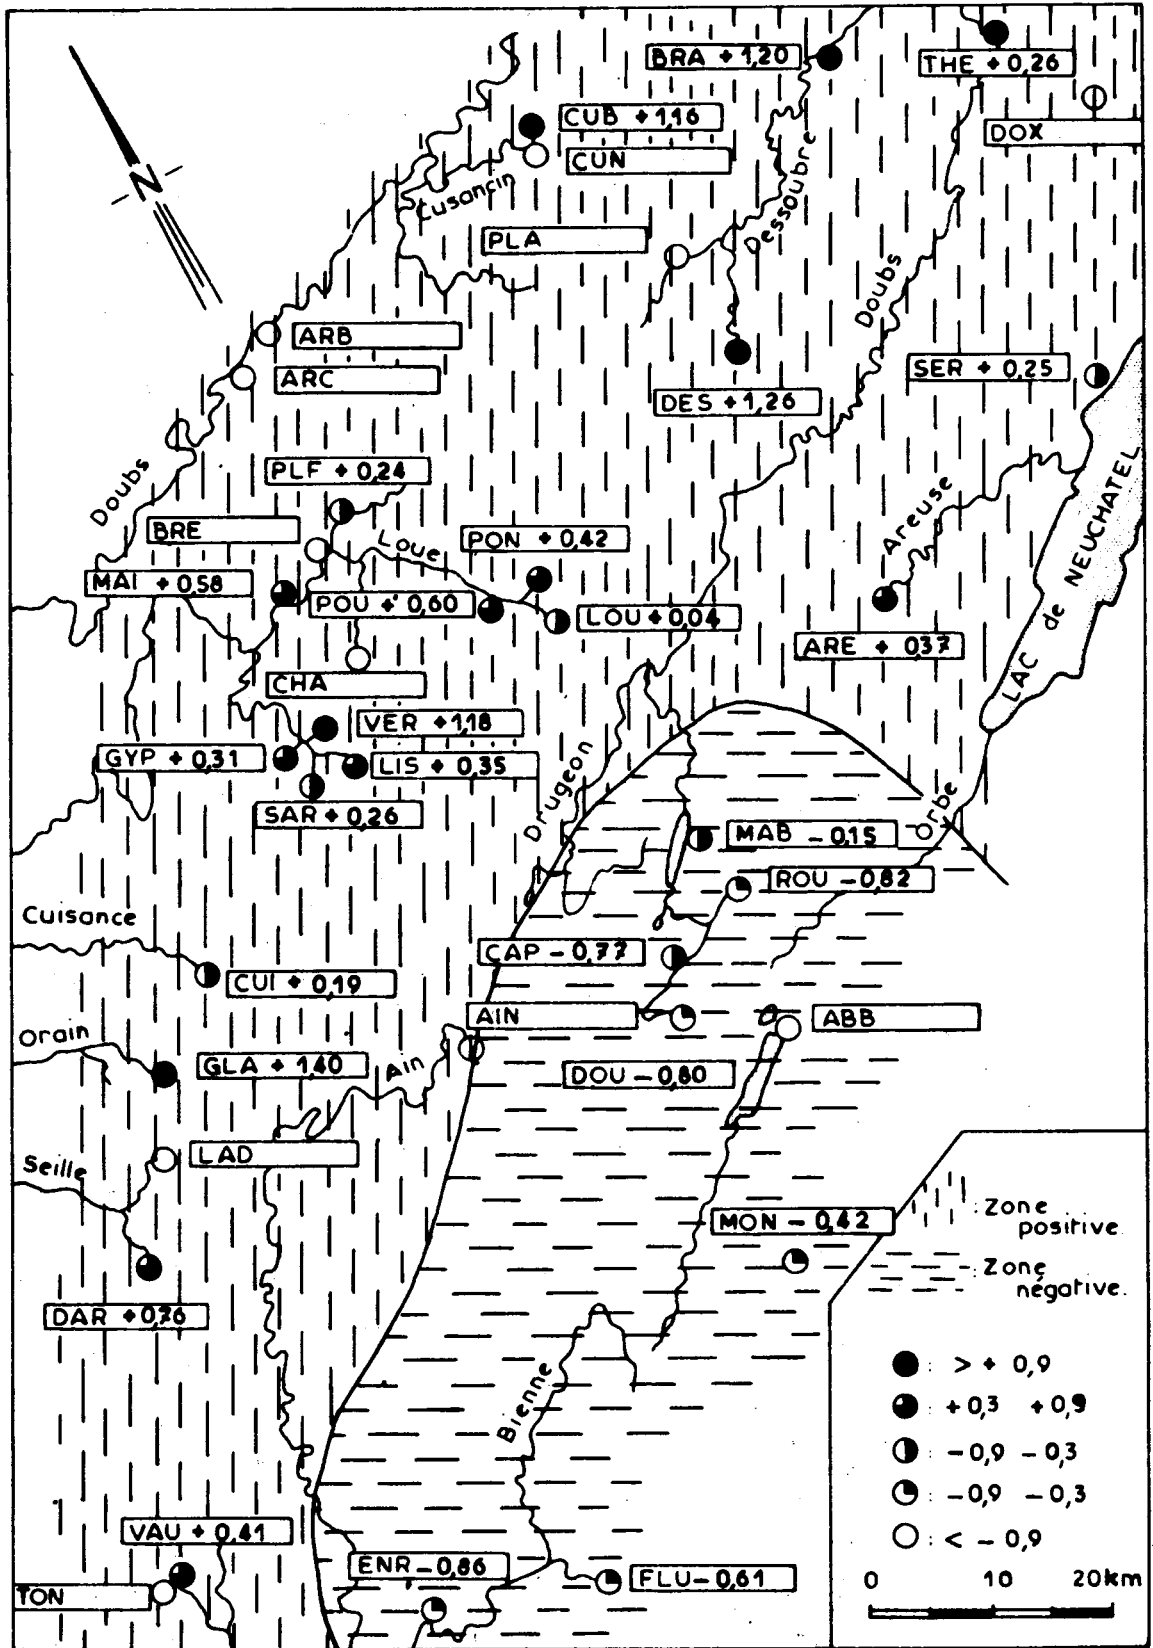 BRA + 1,20
THE + 0,26
CUB + 1,16
DOX
CUN
N
Cusancin
Dessoubre
PLA
Doubs
ARB
ARC
SER + 0,25
DES + 1,26
PLF + 0,24
Doubs
BRE
Loue
PON + 0,42
Areuse
LAC de NEUCHATEL
MAI + 0,58
POU + 0,60
LOU + 0,04
ARE + 0,37
CHA
VER + 1,18
GYP + 0,31
LIS + 0,35
Drugeon
SAR + 0,26
Orbe
MAB - 0,15
ROU - 0,82
Cuisance
CAP - 0,77
CUI + 0,19
AIN
ABB
Orain
GLA + 1,40
Ain
DOU - 0,80
LAD
Seille
MON - 0,42
: Zone positive
: Zone négative.
DAR + 0,76
● : > + 0,9
: + 0,3 + 0,9
Bienne
: - 0,9 - 0,3
: - 0,9 - 0,3
○ : < - 0,9
VAU + 0,41
ENR - 0,86
FLU - 0,61
TON
0 10 20km